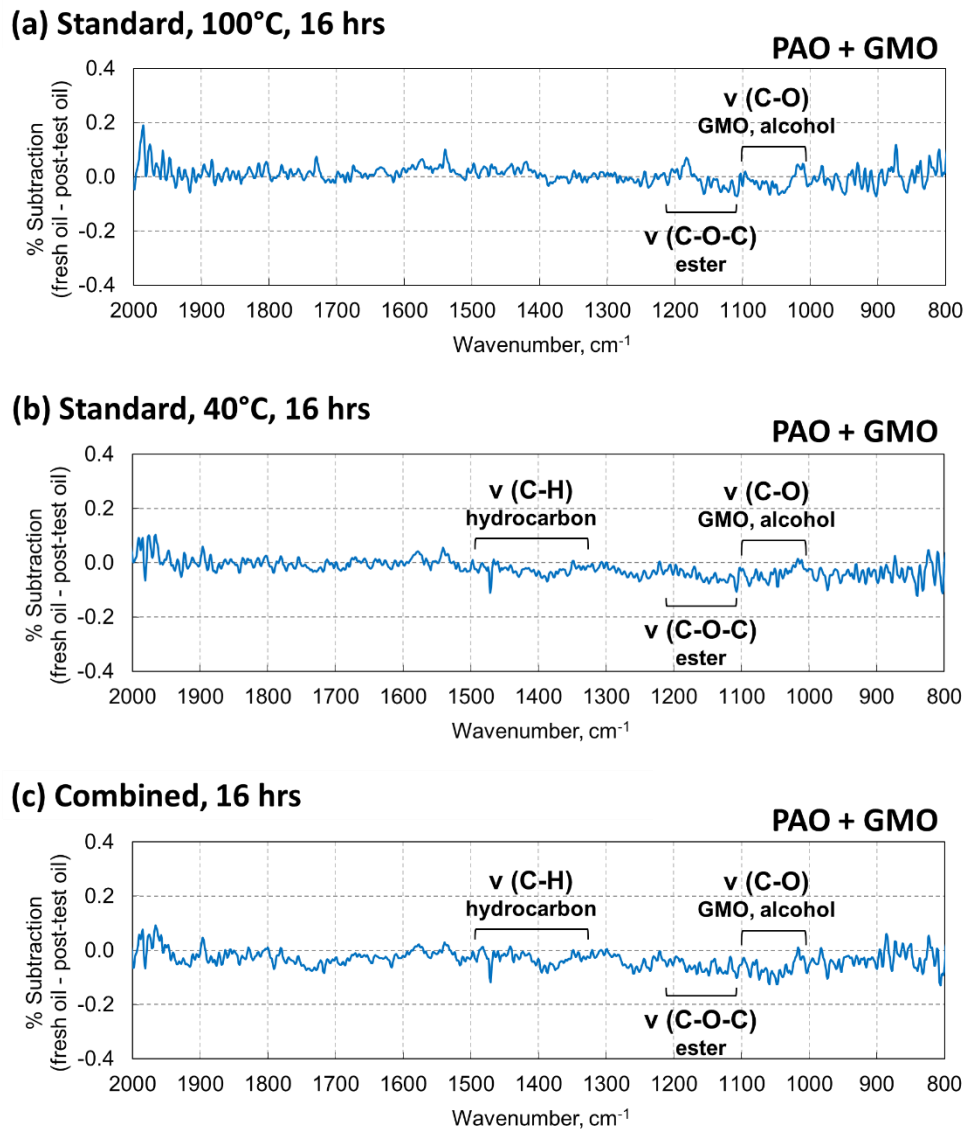 (a) Standard, 100°C, 16 hrs
PAO + GMO
% Subtraction
(fresh oil - post-test oil)
0.4
0.2
0.0
-0.2
-0.4
ν (C-O)
GMO, alcohol
ν (C-O-C)
ester
2000 1900 1800 1700 1600 1500 1400 1300 1200 1100 1000 900 800
Wavenumber, cm⁻¹
(b) Standard, 40°C, 16 hrs
PAO + GMO
% Subtraction
(fresh oil - post-test oil)
0.4
0.2
0.0
-0.2
-0.4
ν (C-H)
hydrocarbon
ν (C-O)
GMO, alcohol
ν (C-O-C)
ester
2000 1900 1800 1700 1600 1500 1400 1300 1200 1100 1000 900 800
Wavenumber, cm⁻¹
(c) Combined, 16 hrs
PAO + GMO
% Subtraction
(fresh oil - post-test oil)
0.4
0.2
0.0
-0.2
-0.4
ν (C-H)
hydrocarbon
ν (C-O)
GMO, alcohol
ν (C-O-C)
ester
2000 1900 1800 1700 1600 1500 1400 1300 1200 1100 1000 900 800
Wavenumber, cm⁻¹